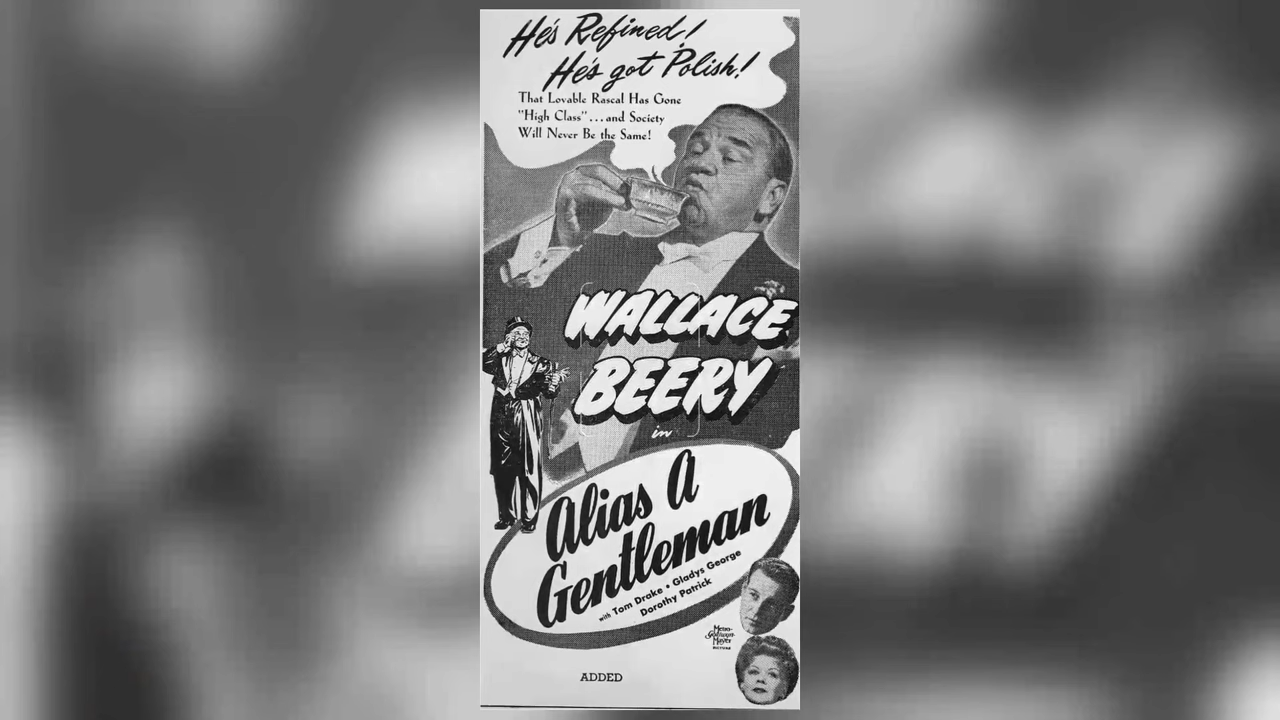 He's Refined!
He's got Polish!
That Lovable Rascal Has Gone
"High Class"...and Society
Will Never Be the Same!
WALLACE
BEERY
in
Alias A
Gentleman
with Tom Drake • Gladys George
Dorothy Patrick
Metro-
Goldwyn-
Mayer
PICTURE
ADDED